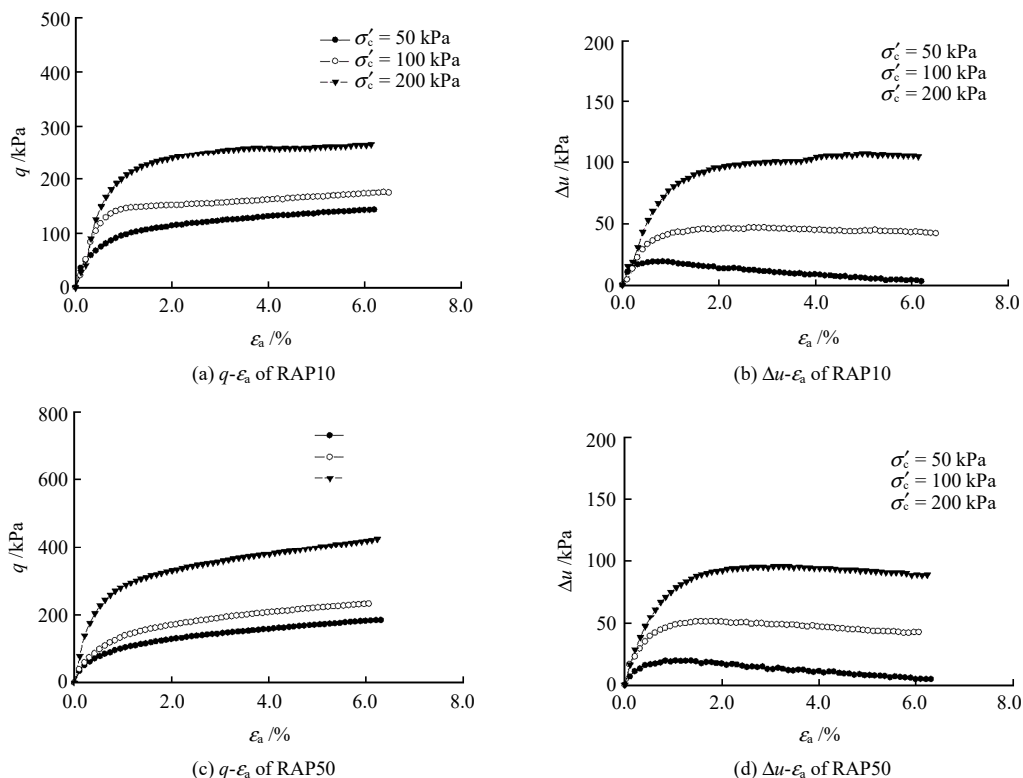 500
400
300
200
100
0
q /kPa
σ′c = 50 kPa
σ′c = 100 kPa
σ′c = 200 kPa
0.0 2.0 4.0 6.0 8.0
εa /%
(a) q-εa of RAP10
200
150
100
50
0
Δu /kPa
σ′c = 50 kPa
σ′c = 100 kPa
σ′c = 200 kPa
0.0 2.0 4.0 6.0 8.0
εa /%
(b) Δu-εa of RAP10
800
600
400
200
0
q /kPa
0.0 2.0 4.0 6.0 8.0
εa /%
(c) q-εa of RAP50
200
150
100
50
0
Δu /kPa
σ′c = 50 kPa
σ′c = 100 kPa
σ′c = 200 kPa
0.0 2.0 4.0 6.0 8.0
εa /%
(d) Δu-εa of RAP50